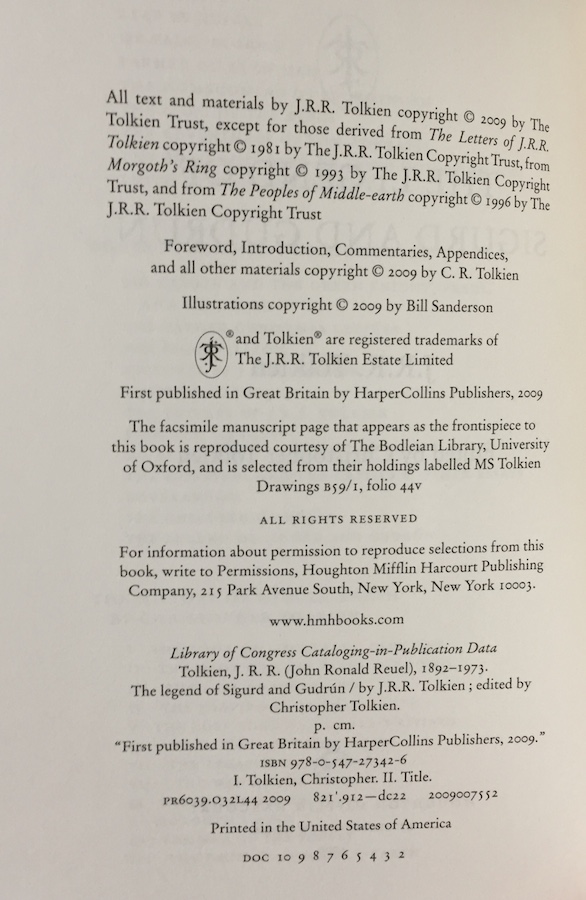 All text and materials by J.R.R. Tolkien copyright © 2009 by The
Tolkien Trust, except for those derived from The Letters of J.R.R.
Tolkien copyright © 1981 by The J.R.R. Tolkien Copyright Trust, from
Morgoth's Ring copyright © 1993 by The J.R.R. Tolkien Copyright
Trust, and from The Peoples of Middle-earth copyright © 1996 by The
J.R.R. Tolkien Copyright Trust
Foreword, Introduction, Commentaries, Appendices,
and all other materials copyright © 2009 by C. R. Tolkien
Illustrations copyright © 2009 by Bill Sanderson
® and Tolkien® are registered trademarks of
The J.R.R. Tolkien Estate Limited
First published in Great Britain by HarperCollins Publishers, 2009
The facsimile manuscript page that appears as the frontispiece to
this book is reproduced courtesy of The Bodleian Library, University
of Oxford, and is selected from their holdings labelled MS Tolkien
Drawings B59/1, folio 44v
ALL RIGHTS RESERVED
For information about permission to reproduce selections from this
book, write to Permissions, Houghton Mifflin Harcourt Publishing
Company, 215 Park Avenue South, New York, New York 10003.
www.hmhbooks.com
Library of Congress Cataloging-in-Publication Data
Tolkien, J. R. R. (John Ronald Reuel), 1892–1973.
The legend of Sigurd and Gudrún / by J.R.R. Tolkien ; edited by
Christopher Tolkien.
p. cm.
“First published in Great Britain by HarperCollins Publishers, 2009.”
ISBN 978-0-547-27342-6
I. Tolkien, Christopher. II. Title.
PR6039.O32L44 2009 821'.912—dc22 2009007552
Printed in the United States of America
DOC 10 9 8 7 6 5 4 3 2